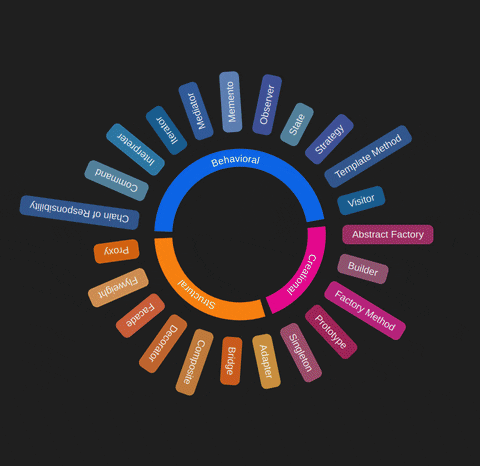 Behavioral
Chain of Responsibility
Command
Interpreter
Iterator
Mediator
Memento
Observer
State
Strategy
Template Method
Visitor
Creational
Abstract Factory
Builder
Factory Method
Prototype
Singleton
Structural
Adapter
Bridge
Composite
Decorator
Facade
Flyweight
Proxy